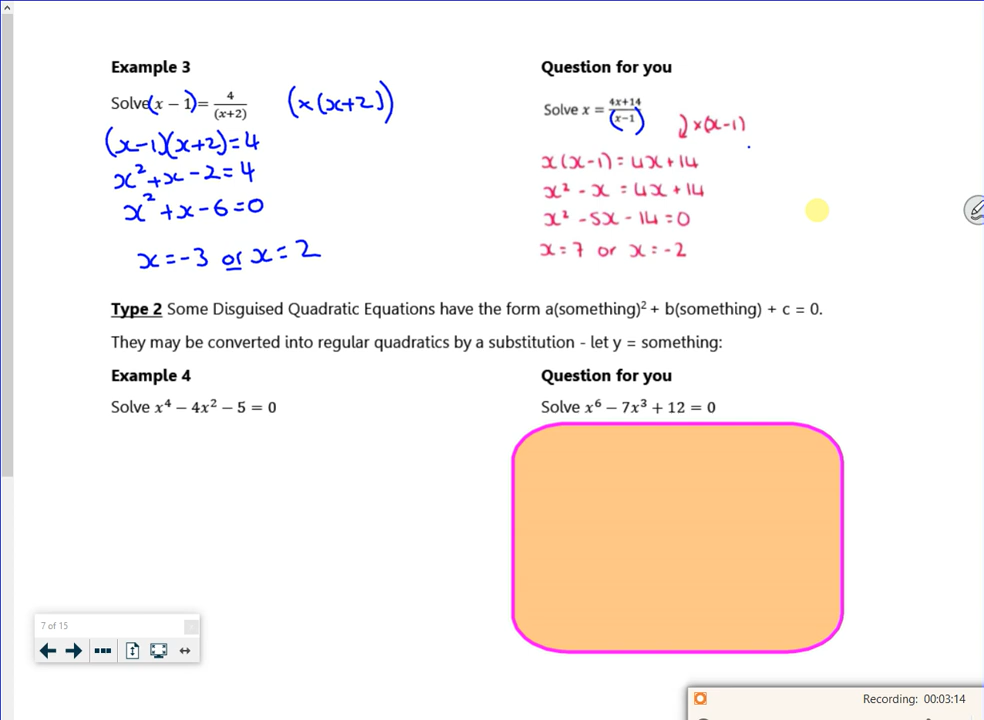 Example 3
Solve (x − 1) = 4/(x+2) (×(x+2))
(x-1)(x+2)=4
x²+x-2=4
x²+x-6=0
x=-3 or x=2
Question for you
Solve x = (4x+14)/(x−1) ×(x-1)
x(x-1)=4x+14
x²-x=4x+14
x²-5x-14=0
x=7 or x=-2
Type 2 Some Disguised Quadratic Equations have the form a(something)² + b(something) + c = 0.
They may be converted into regular quadratics by a substitution - let y = something:
Example 4
Solve x⁴ − 4x² − 5 = 0
Question for you
Solve x⁶ − 7x³ + 12 = 0
7 of 15
Recording: 00:03:14